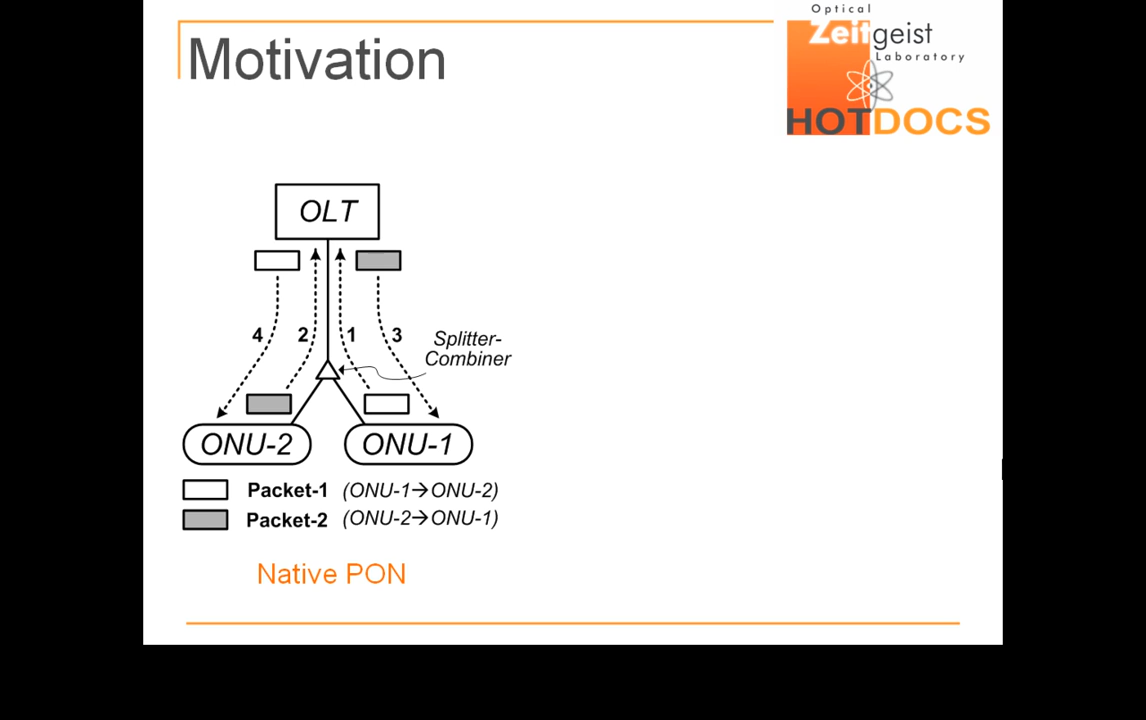 Optical
Zeitgeist
Laboratory
HOTDOCS
Motivation
OLT
4
2
1
3
Splitter-
Combiner
ONU-2
ONU-1
Packet-1 (ONU-1→ONU-2)
Packet-2 (ONU-2→ONU-1)
Native PON